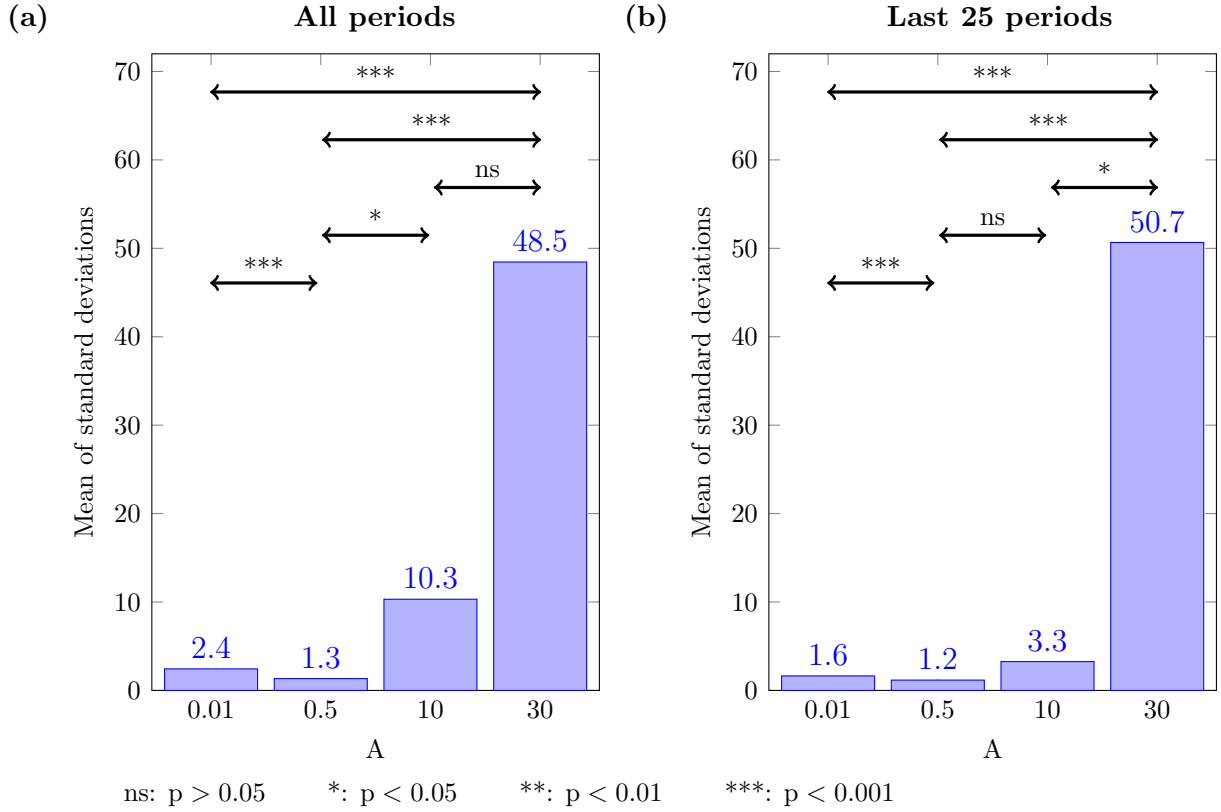 (a) All periods
70
60
50
40
30
20
10
0
Mean of standard deviations
***
***
ns
*
***
2.4
1.3
10.3
48.5
0.01 0.5 10 30
A
(b) Last 25 periods
70
60
50
40
30
20
10
0
Mean of standard deviations
***
***
*
ns
***
1.6
1.2
3.3
50.7
0.01 0.5 10 30
A
ns: p > 0.05 *: p < 0.05 **: p < 0.01 ***: p < 0.001